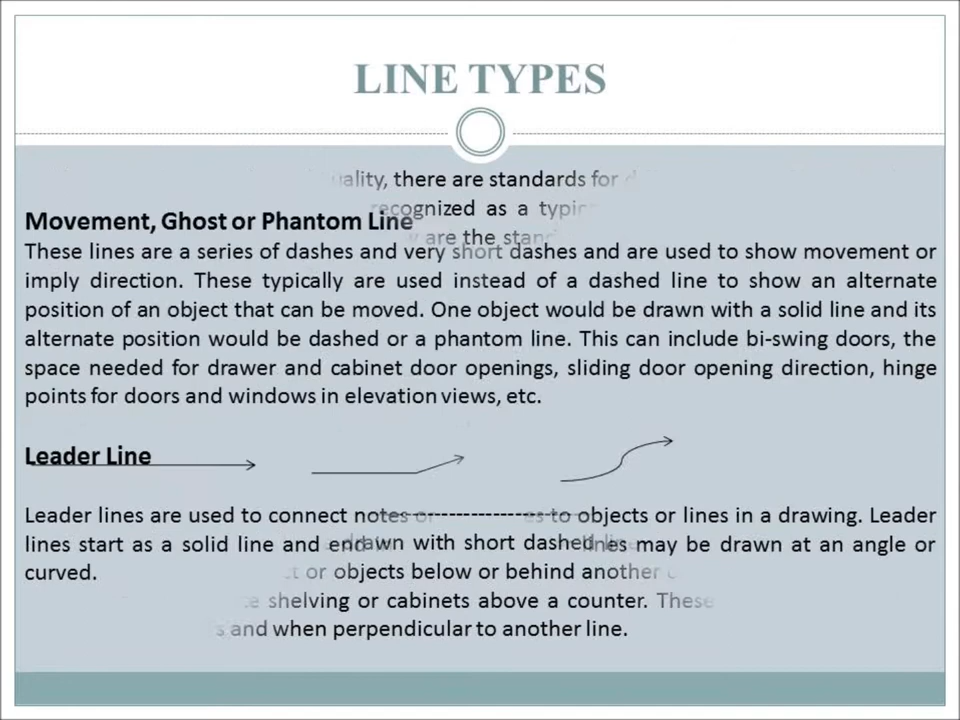 LINE TYPES
there are standards for
recognized as a
Movement, Ghost or Phantom Line
are the
These lines are a series of dashes and very short dashes and are used to show movement or
imply direction. These typically are used instead of a dashed line to show an alternate
position of an object that can be moved. One object would be drawn with a solid line and its
alternate position would be dashed or a phantom line. This can include bi-swing doors, the
space needed for drawer and cabinet door openings, sliding door opening direction, hinge
points for doors and windows in elevation views, etc.
Leader Line
Leader lines are used to connect notes to objects or lines in a drawing. Leader
lines start as a solid line and lines may be drawn at an angle or
drawn with short dashed
curved.
or objects below or behind another
shelving or cabinets above a counter. These
and when perpendicular to another line.